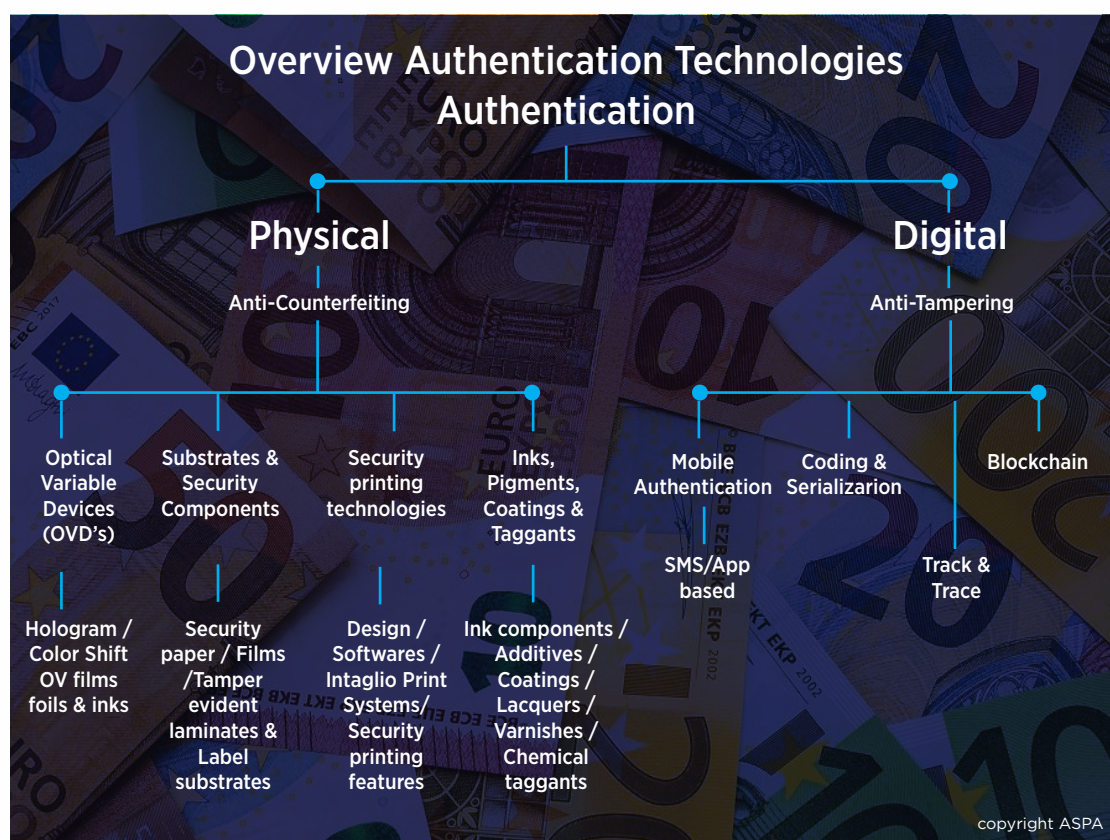 Overview Authentication Technologies
Authentication
Physical
Digital
Anti-Counterfeiting
Anti-Tampering
Optical
Variable
Devices
(OVD's)
Substrates &
Security
Components
Security
printing
technologies
Inks,
Pigments,
Coatings &
Taggants
Mobile
Authentication
Coding &
Serializarion
Blockchain
SMS/App
based
Track &
Trace
Hologram /
Color Shift
OV films
foils & inks
Security
paper / Films
/Tamper
evident
laminates &
Label
substrates
Design /
Softwares /
Intaglio Print
Systems/
Security
printing
features
Ink components /
Additives /
Coatings /
Lacquers /
Varnishes /
Chemical
taggants
copyright ASPA